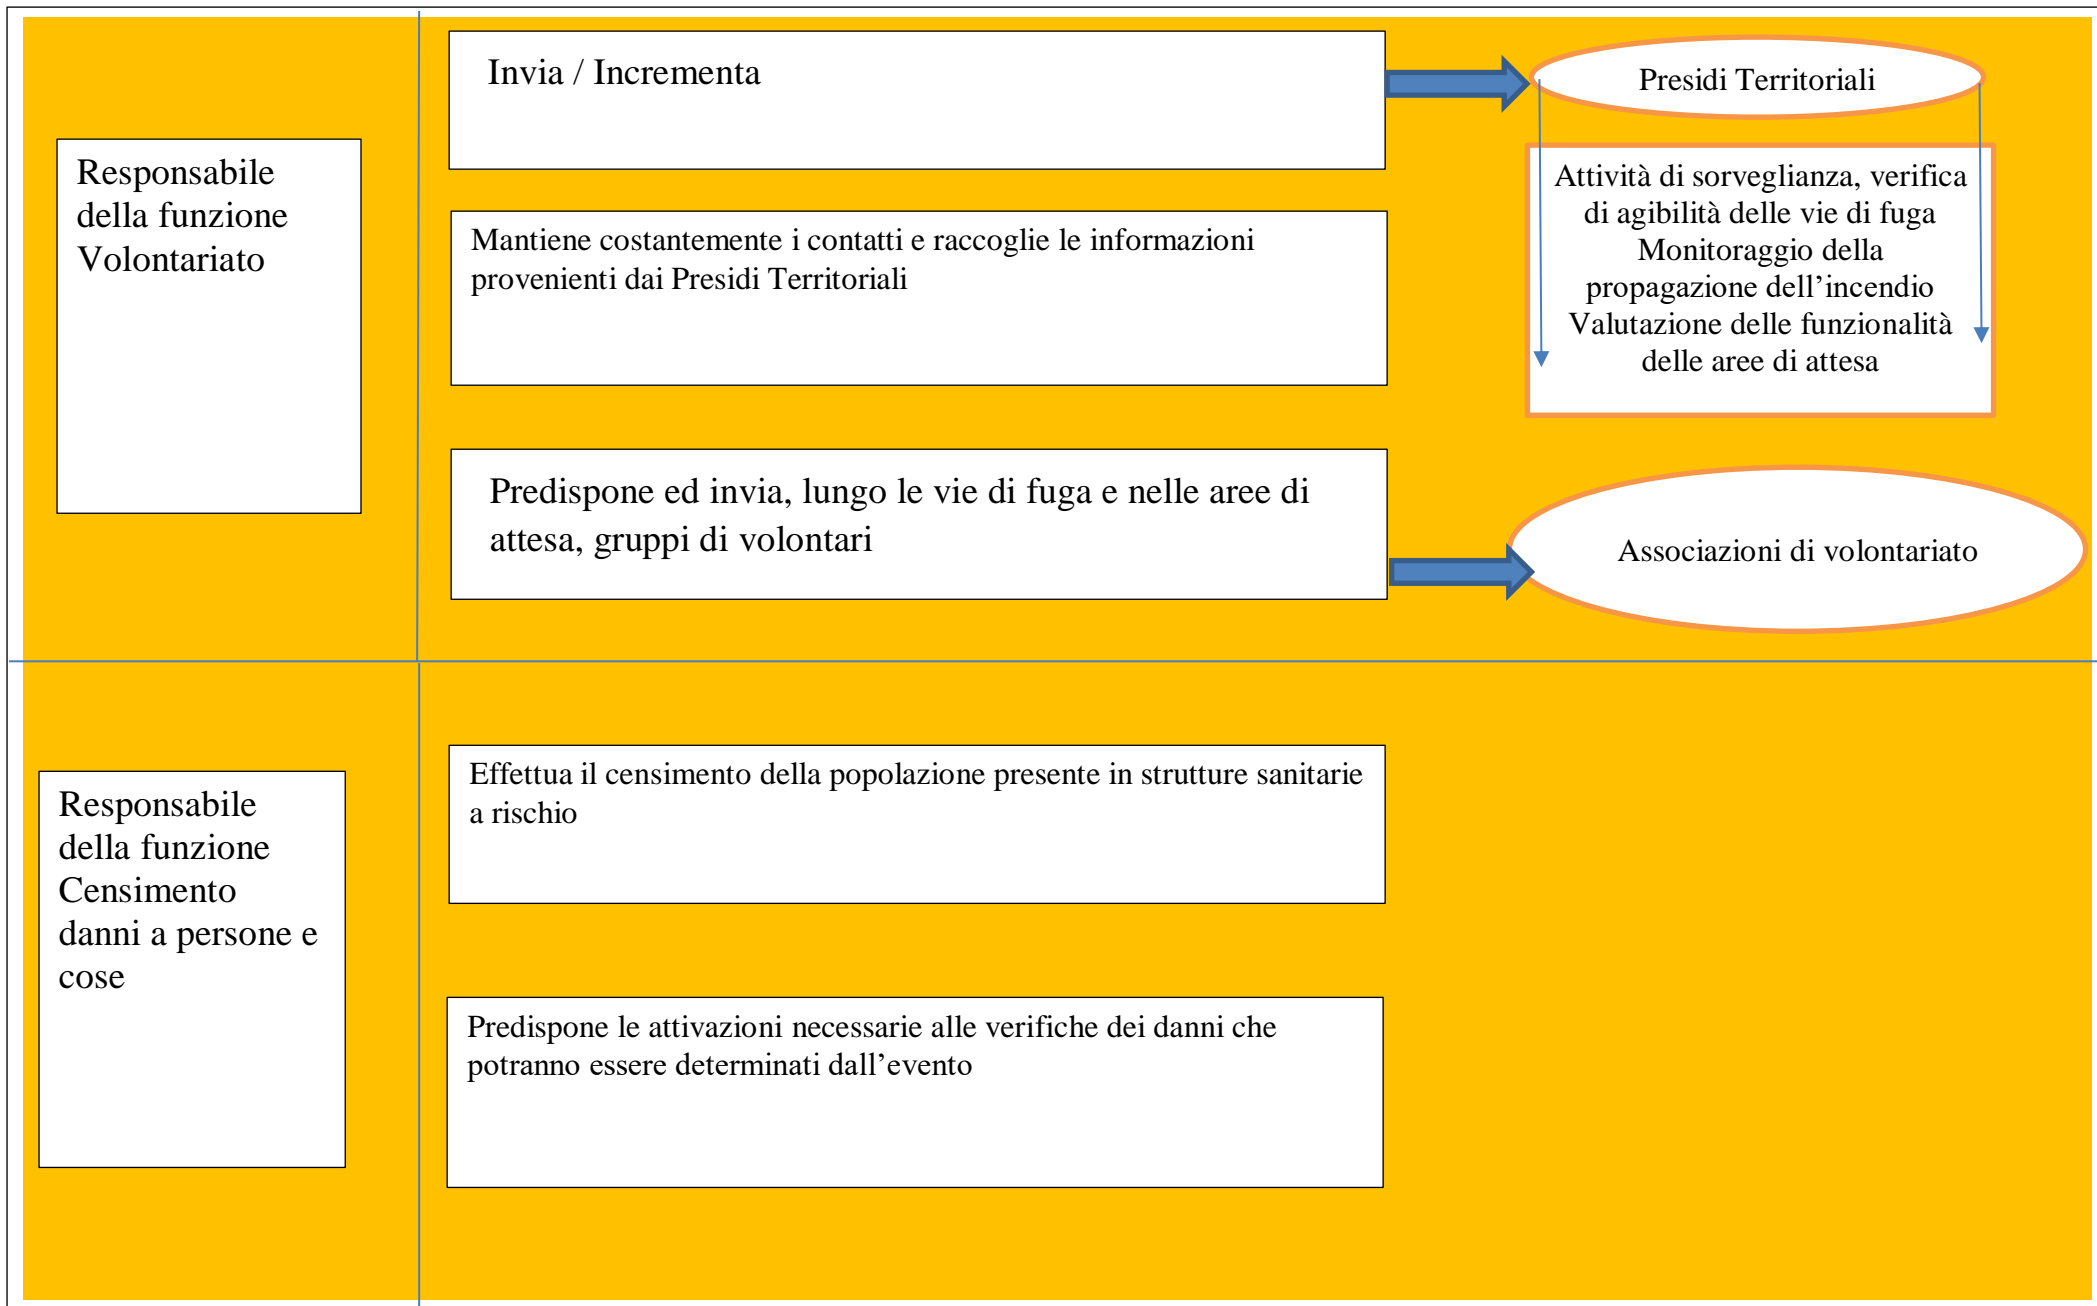 Responsabile
della funzione
Volontariato
Invia / Incrementa
Presidi Territoriali
Mantiene costantemente i contatti e raccoglie le informazioni
provenienti dai Presidi Territoriali
Attività di sorveglianza, verifica
di agibilità delle vie di fuga
Monitoraggio della
propagazione dell’incendio
Valutazione delle funzionalità
delle aree di attesa
Predispone ed invia, lungo le vie di fuga e nelle aree di
attesa, gruppi di volontari
Associazioni di volontariato
Responsabile
della funzione
Censimento
danni a persone e
cose
Effettua il censimento della popolazione presente in strutture sanitarie
a rischio
Predispone le attivazioni necessarie alle verifiche dei danni che
potranno essere determinati dall’evento